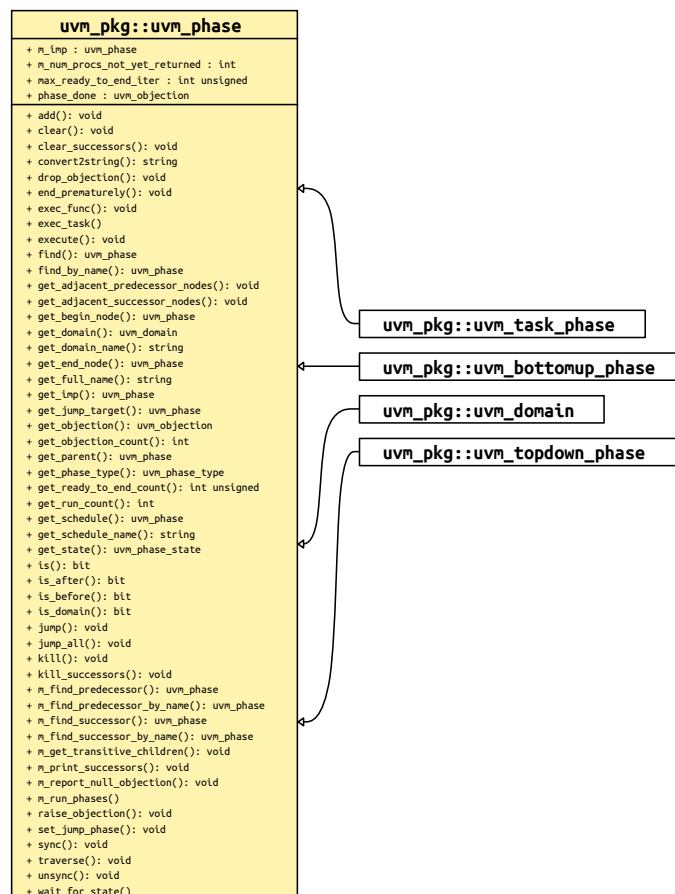 uvm_pkg::uvm_phase
+ m_imp : uvm_phase
+ m_num_procs_not_yet_returned : int
+ max_ready_to_end_iter : int unsigned
+ phase_done : uvm_objection
+ add(): void
+ clear(): void
+ clear_successors(): void
+ convert2string(): string
+ drop_objection(): void
+ end_prematurely(): void
+ exec_func(): void
+ exec_task()
+ execute(): void
+ find(): uvm_phase
+ find_by_name(): uvm_phase
+ get_adjacent_predecessor_nodes(): void
+ get_adjacent_successor_nodes(): void
+ get_begin_node(): uvm_phase
+ get_domain(): uvm_domain
+ get_domain_name(): string
+ get_end_node(): uvm_phase
+ get_full_name(): string
+ get_imp(): uvm_phase
+ get_jump_target(): uvm_phase
+ get_objection(): uvm_objection
+ get_objection_count(): int
+ get_parent(): uvm_phase
+ get_phase_type(): uvm_phase_type
+ get_ready_to_end_count(): int unsigned
+ get_run_count(): int
+ get_schedule(): uvm_phase
+ get_schedule_name(): string
+ get_state(): uvm_phase_state
+ is(): bit
+ is_after(): bit
+ is_before(): bit
+ is_domain(): bit
+ jump(): void
+ jump_all(): void
+ kill(): void
+ kill_successors(): void
+ m_find_predecessor(): uvm_phase
+ m_find_predecessor_by_name(): uvm_phase
+ m_find_successor(): uvm_phase
+ m_find_successor_by_name(): uvm_phase
+ m_get_transitive_children(): void
+ m_print_successors(): void
+ m_report_null_objection(): void
+ m_run_phases()
+ raise_objection(): void
+ set_jump_phase(): void
+ sync(): void
+ traverse(): void
+ unsync(): void
+ wait_for_state()
uvm_pkg::uvm_task_phase
uvm_pkg::uvm_bottomup_phase
uvm_pkg::uvm_domain
uvm_pkg::uvm_topdown_phase